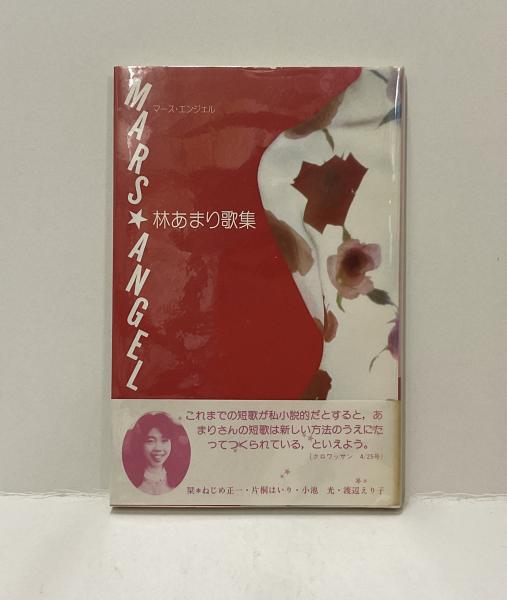 MARS★ANGEL
マース・エンジェル
林あまり歌集
これまでの短歌が私小説的だとすると，あ
まりさんの短歌は新しい方法のうえにた
ってつくられている，といえよう。
［クロワッサン 4/25号］
栞＊ねじめ正一・片桐はいり・小池 光・渡辺えり子